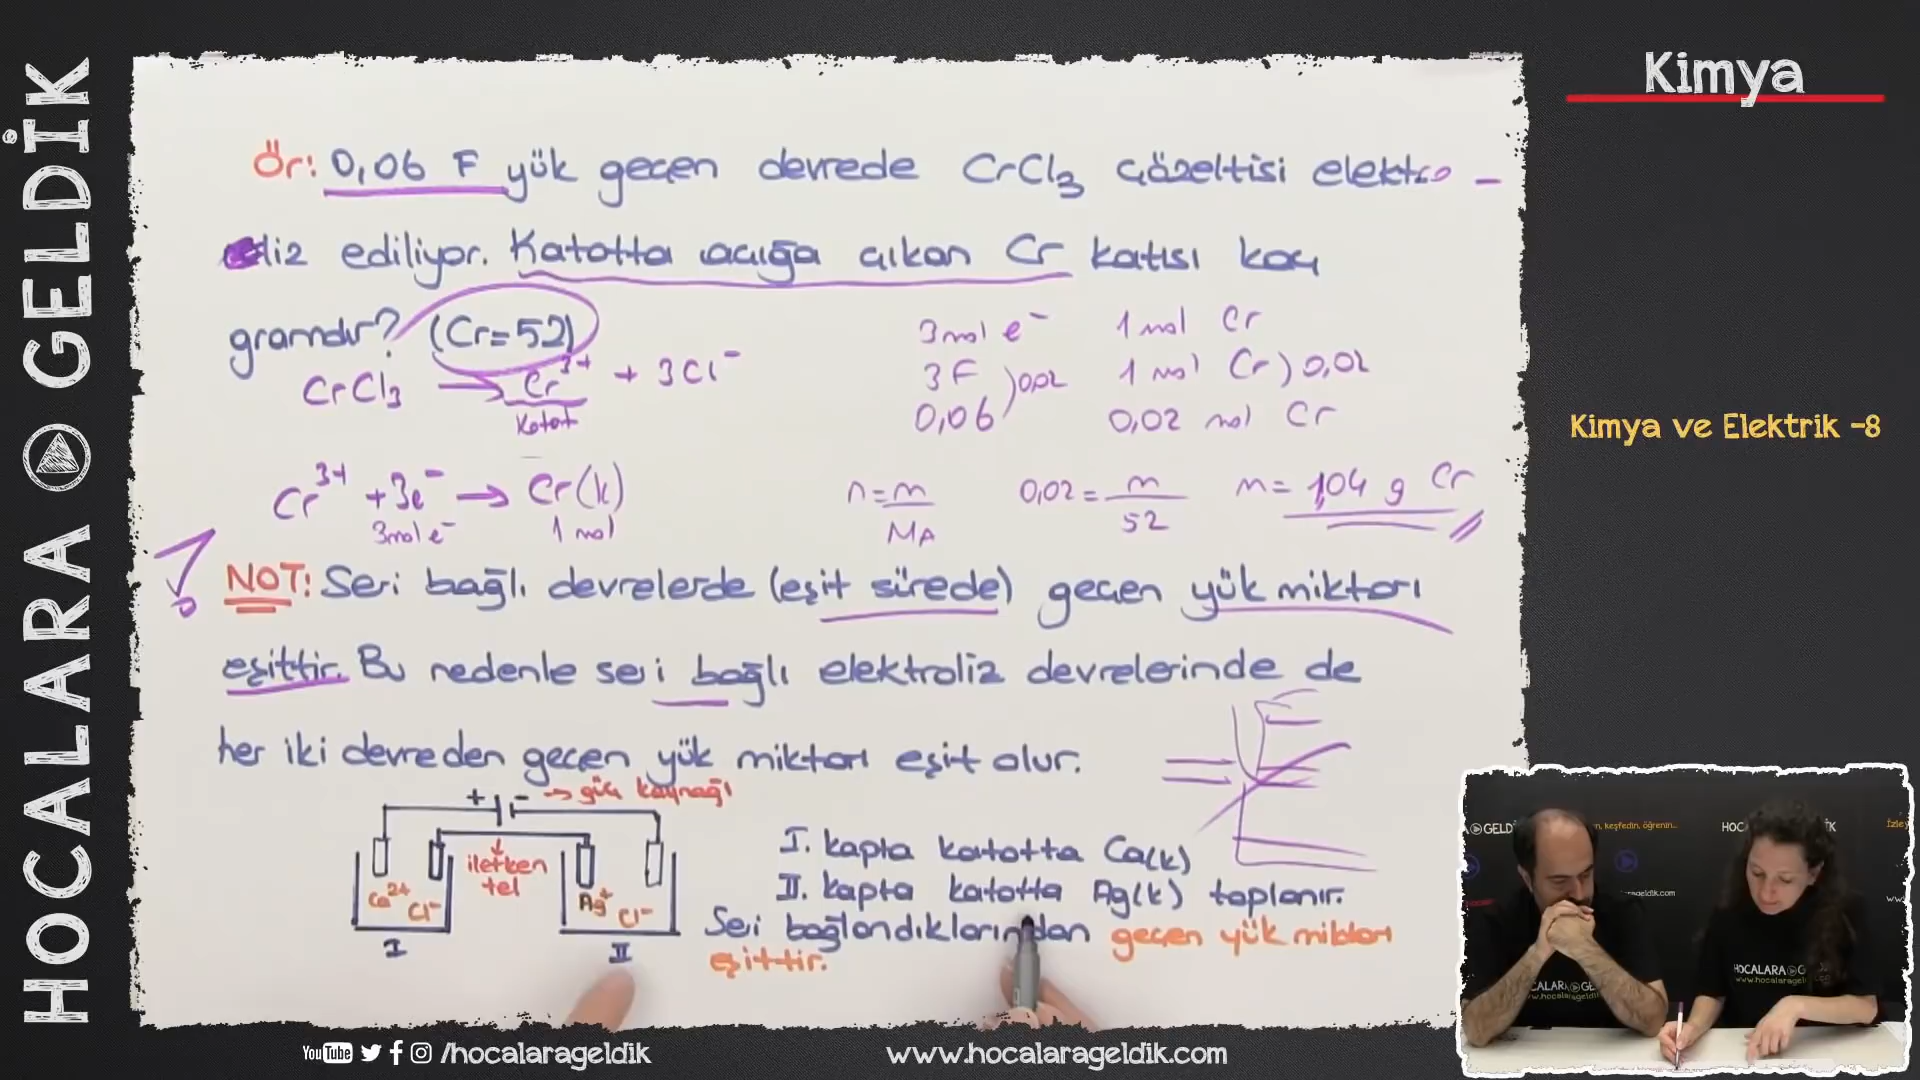 HOCALARA GELDİK
Kimya
Kimya ve Elektrik -8
Ör: 0,06 F yük geçen devrede CrCl3 çözeltisi elektro -
liz ediliyor. Katotta açığa çıkan Cr katısı kaç
gramdır? (Cr=52)
CrCl3 → Cr3+ + 3Cl-
Katot
3mol e- 1 mol Cr
3F ) 0,02 1 mol Cr ) 0,02
0,06 0,02 mol Cr
Cr3+ + 3e- → Cr(k)
3mol e- 1 mol
n = m / MA 0,02 = m / 52 m = 1,04 g Cr
NOT: Seri bağlı devrelerde (eşit sürede) geçen yük miktarı
eşittir. Bu nedenle seri bağlı elektroliz devrelerinde de
her iki devreden geçen yük miktarı eşit olur.
+ - → güç kaynağı
iletken
tel
Ca2+ Cl-
Ag+ Cl-
I
II
I. kapta katotta Ca(k)
II. kapta katotta Ag(k) toplanır.
Seri bağlandıklarından geçen yük miktarı
eşittir.
YouTube /hocalarageldik
www.hocalarageldik.com